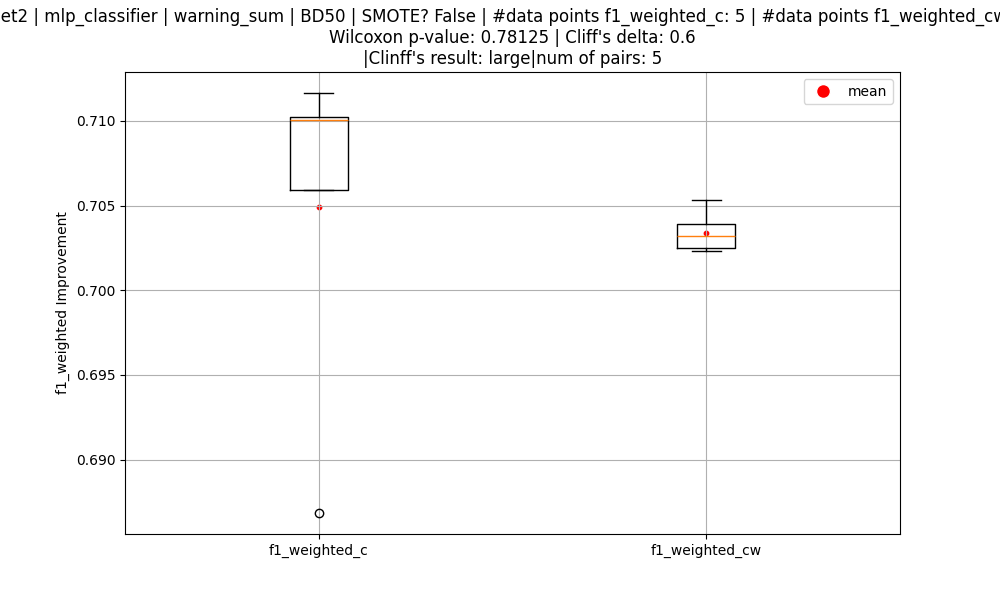 et2 | mlp_classifier | warning_sum | BD50 | SMOTE? False | #data points f1_weighted_c: 5 | #data points f1_weighted_cw
Wilcoxon p-value: 0.78125 | Cliff's delta: 0.6
|Clinff's result: large|num of pairs: 5
mean
0.710
0.705
0.700
0.695
0.690
f1_weighted Improvement
f1_weighted_c
f1_weighted_cw